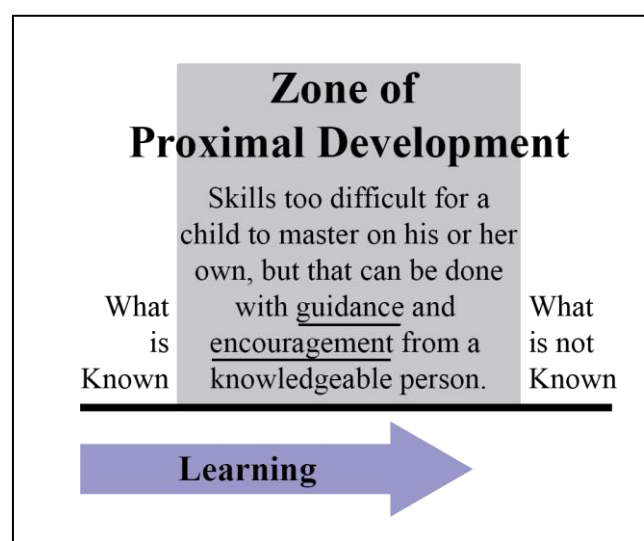 Zone of
Proximal Development
Skills too difficult for a
child to master on his or her
own, but that can be done
with guidance and
encouragement from a
knowledgeable person.
What
is
Known
What
is not
Known
Learning